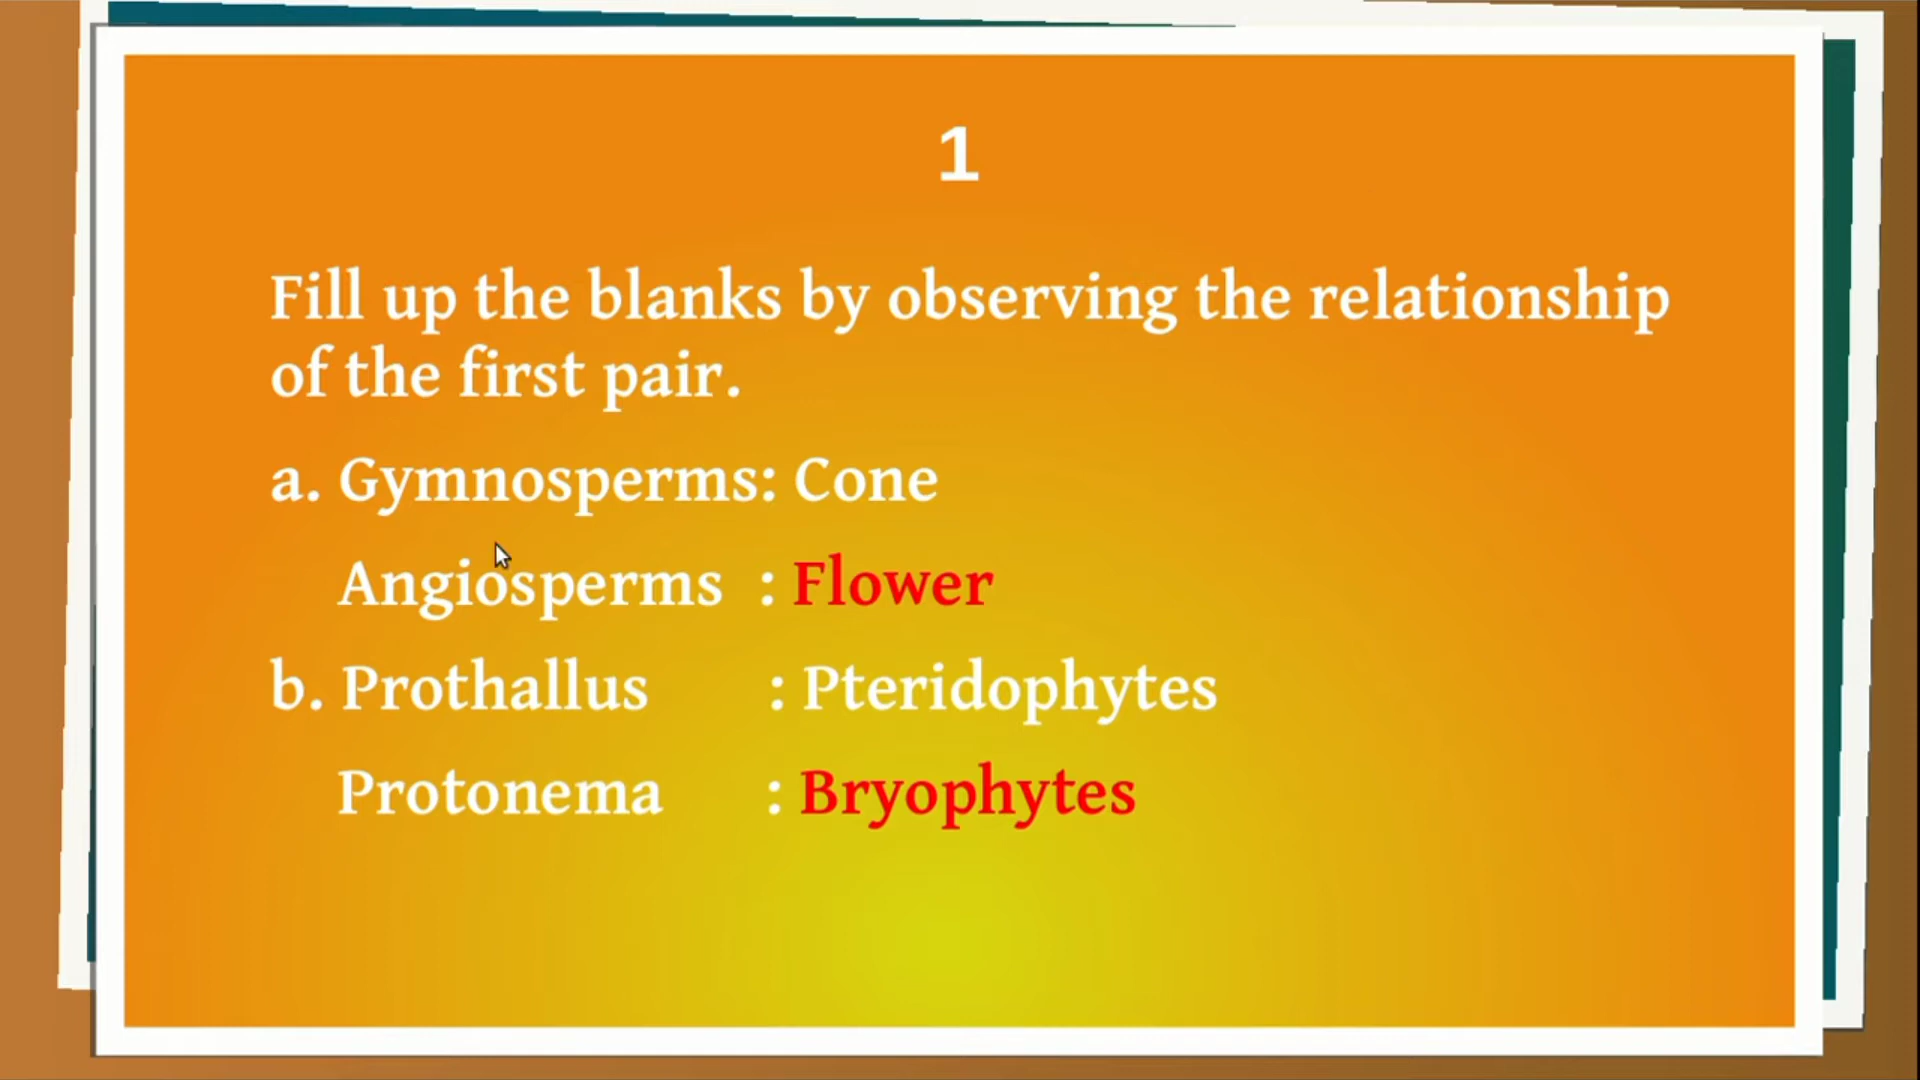 1
Fill up the blanks by observing the relationship
of the first pair.
a. Gymnosperms: Cone
Angiosperms : Flower
b. Prothallus : Pteridophytes
Protonema : Bryophytes